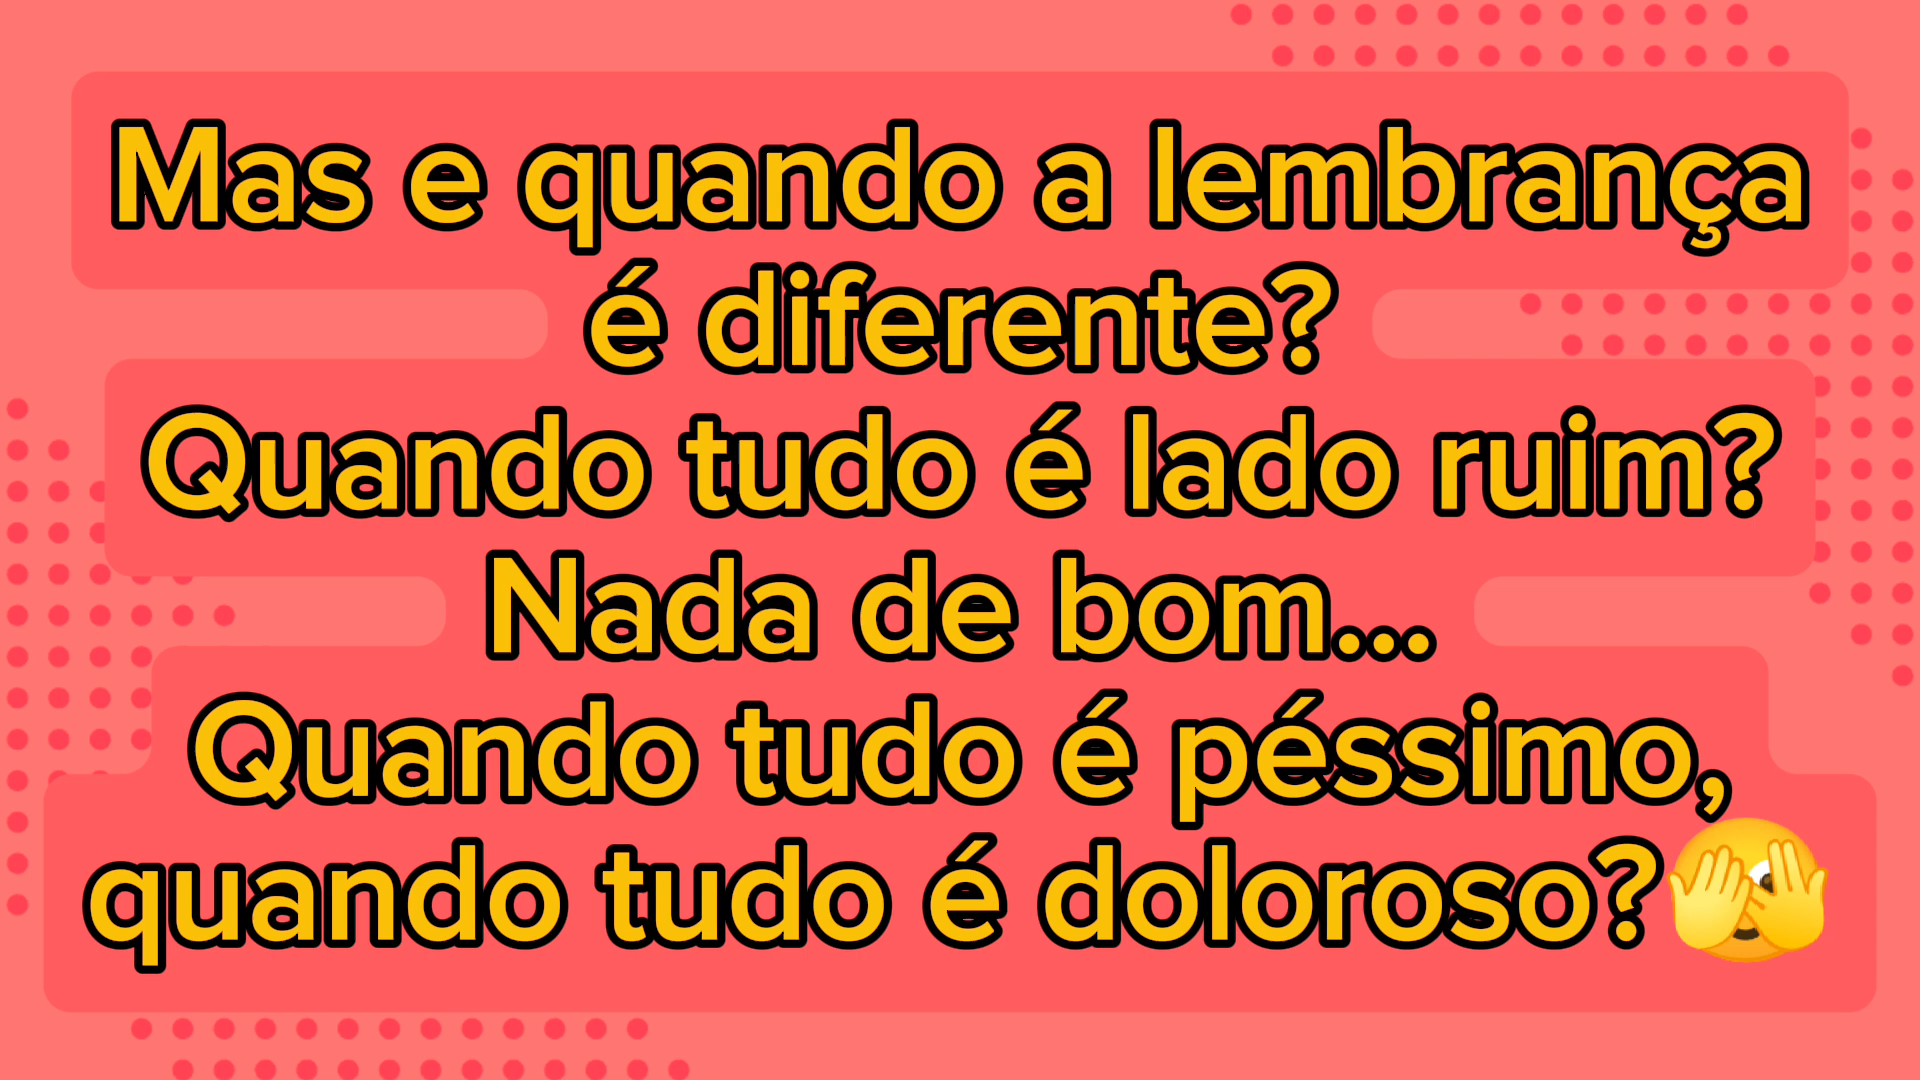 Mas e quando a lembrança
é diferente?
Quando tudo é lado ruim?
Nada de bom...
Quando tudo é péssimo,
quando tudo é doloroso?🫣